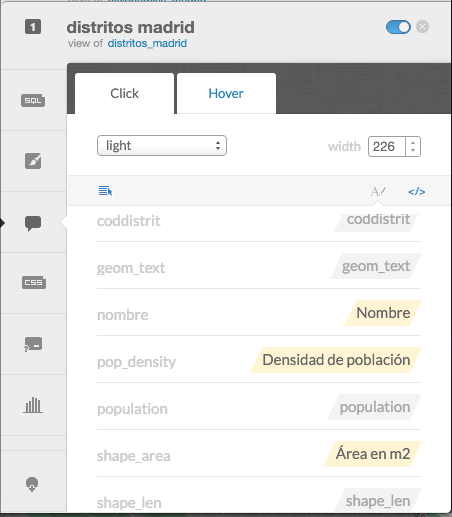 1
distritos madrid
view of distritos_madrid
Click
Hover
light
width 226
SQL
A
</>
coddistrit coddistrit
geom_text geom_text
nombre Nombre
CSS
pop_density Densidad de población
?
population population
shape_area Área en m2
shape_len shape_len